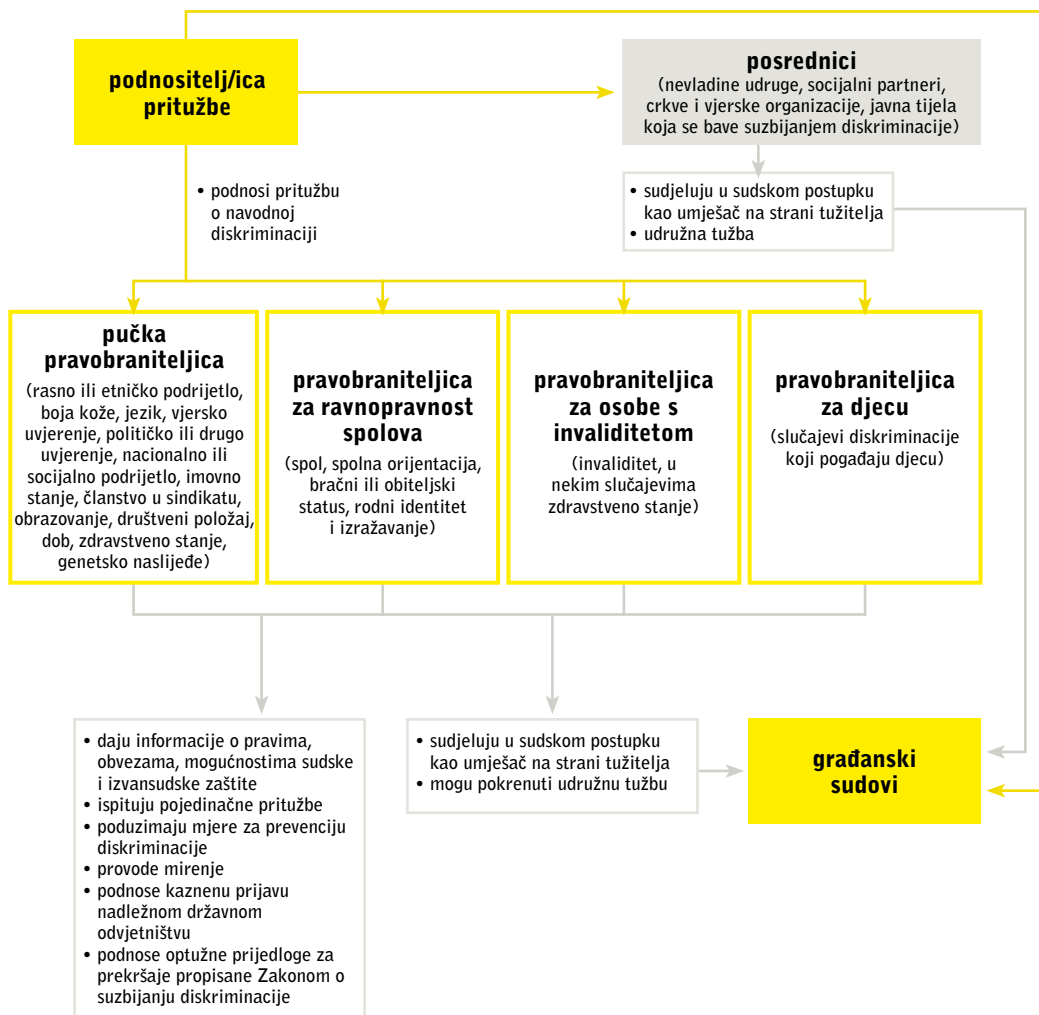 podnositelj/ica
pritužbe
posrednici
(nevladine udruge, socijalni partneri,
crkve i vjerske organizacije, javna tijela
koja se bave suzbijanjem diskriminacije)
• podnosi pritužbu
o navodnoj
diskriminaciji
• sudjeluju u sudskom postupku
kao umješač na strani tužitelja
• udružna tužba
pučka
pravobraniteljica
(rasno ili etničko podrijetlo,
boja kože, jezik, vjersko
uvjerenje, političko ili drugo
uvjerenje, nacionalno ili
socijalno podrijetlo, imovno
stanje, članstvo u sindikatu,
obrazovanje, društveni položaj,
dob, zdravstveno stanje,
genetsko naslijeđe)
pravobraniteljica
za ravnopravnost
spolova
(spol, spolna orijentacija,
bračni ili obiteljski
status, rodni identitet
i izražavanje)
pravobraniteljica
za osobe s
invaliditetom
(invaliditet, u
nekim slučajevima
zdravstveno stanje)
pravobraniteljica
za djecu
(slučajevi diskriminacije
koji pogađaju djecu)
• daju informacije o pravima,
obvezama, mogućnostima sudske
i izvansudske zaštite
• ispituju pojedinačne pritužbe
• poduzimaju mjere za prevenciju
diskriminacije
• provode mirenje
• podnose kaznenu prijavu
nadležnom državnom
odvjetništvu
• podnose optužne prijedloge za
prekršaje propisane Zakonom o
suzbijanju diskriminacije
• sudjeluju u sudskom postupku
kao umješač na strani tužitelja
• mogu pokrenuti udružnu tužbu
građanski
sudovi